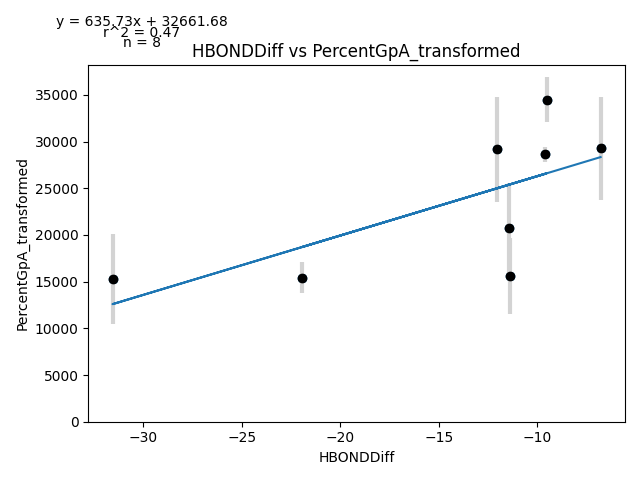 y = 635.73x + 32661.68
r^2 = 0.47
n = 8
HBONDDiff vs PercentGpA_transformed
PercentGpA_transformed
35000
30000
25000
20000
15000
10000
5000
0
−30
−25
−20
−15
−10
HBONDDiff